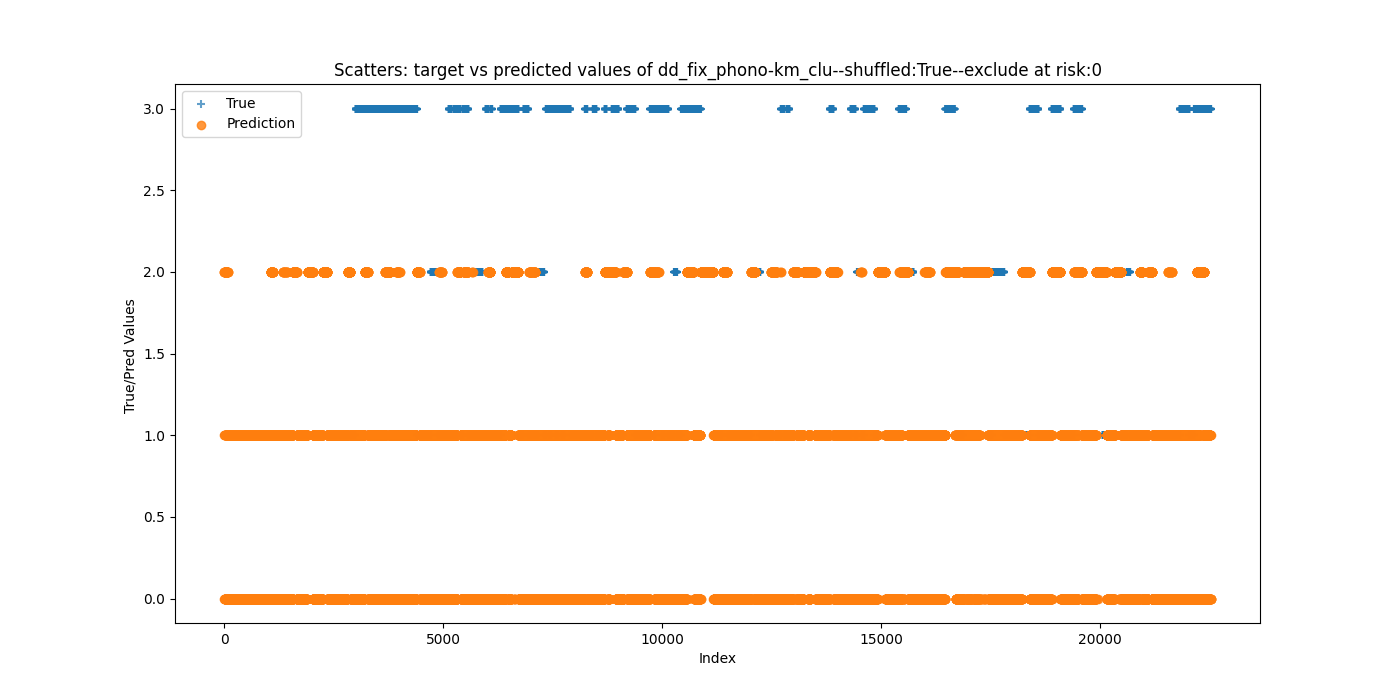 Scatters: target vs predicted values of dd_fix_phono-km_clu--shuffled:True--exclude at risk:0
True
Prediction
3.0
2.5
2.0
1.5
1.0
0.5
0.0
True/Pred Values
0
5000
10000
15000
20000
Index